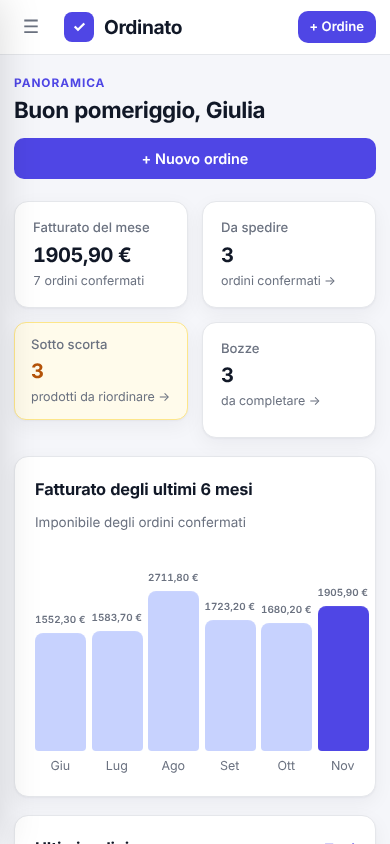 Ordinato
+ Ordine
PANORAMICA
Buon pomeriggio, Giulia
+ Nuovo ordine
Fatturato del mese
1905,90 €
7 ordini confermati
Da spedire
3
ordini confermati →
Sotto scorta
3
prodotti da riordinare →
Bozze
3
da completare →
Fatturato degli ultimi 6 mesi
Imponibile degli ordini confermati
1552,30 € 1583,70 € 2711,80 € 1723,20 € 1680,20 € 1905,90 €
Giu Lug Ago Set Ott Nov